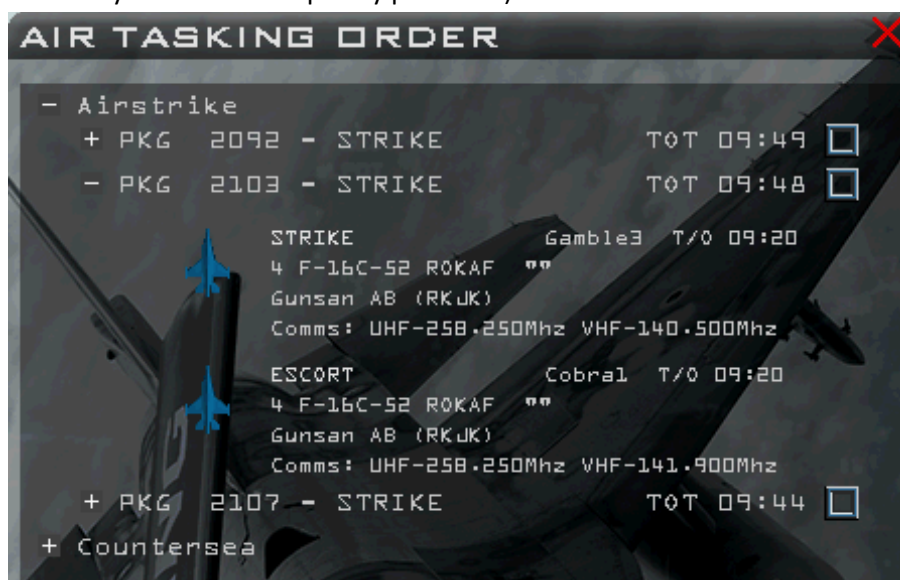 AIR TASKING ORDER
- Airstrike
+ PKG 2092 - STRIKE TOT 09:49
- PKG 2103 - STRIKE TOT 09:48
STRIKE Gamble3 T/O 09:20
4 F-16C-52 ROKAF ""
Gunsan AB (RKJK)
Comms: UHF-258.250Mhz VHF-140.500Mhz
ESCORT Cobra1 T/O 09:20
4 F-16C-52 ROKAF ""
Gunsan AB (RKJK)
Comms: UHF-258.250Mhz VHF-141.900Mhz
+ PKG 2107 - STRIKE TOT 09:44
+ Countersea